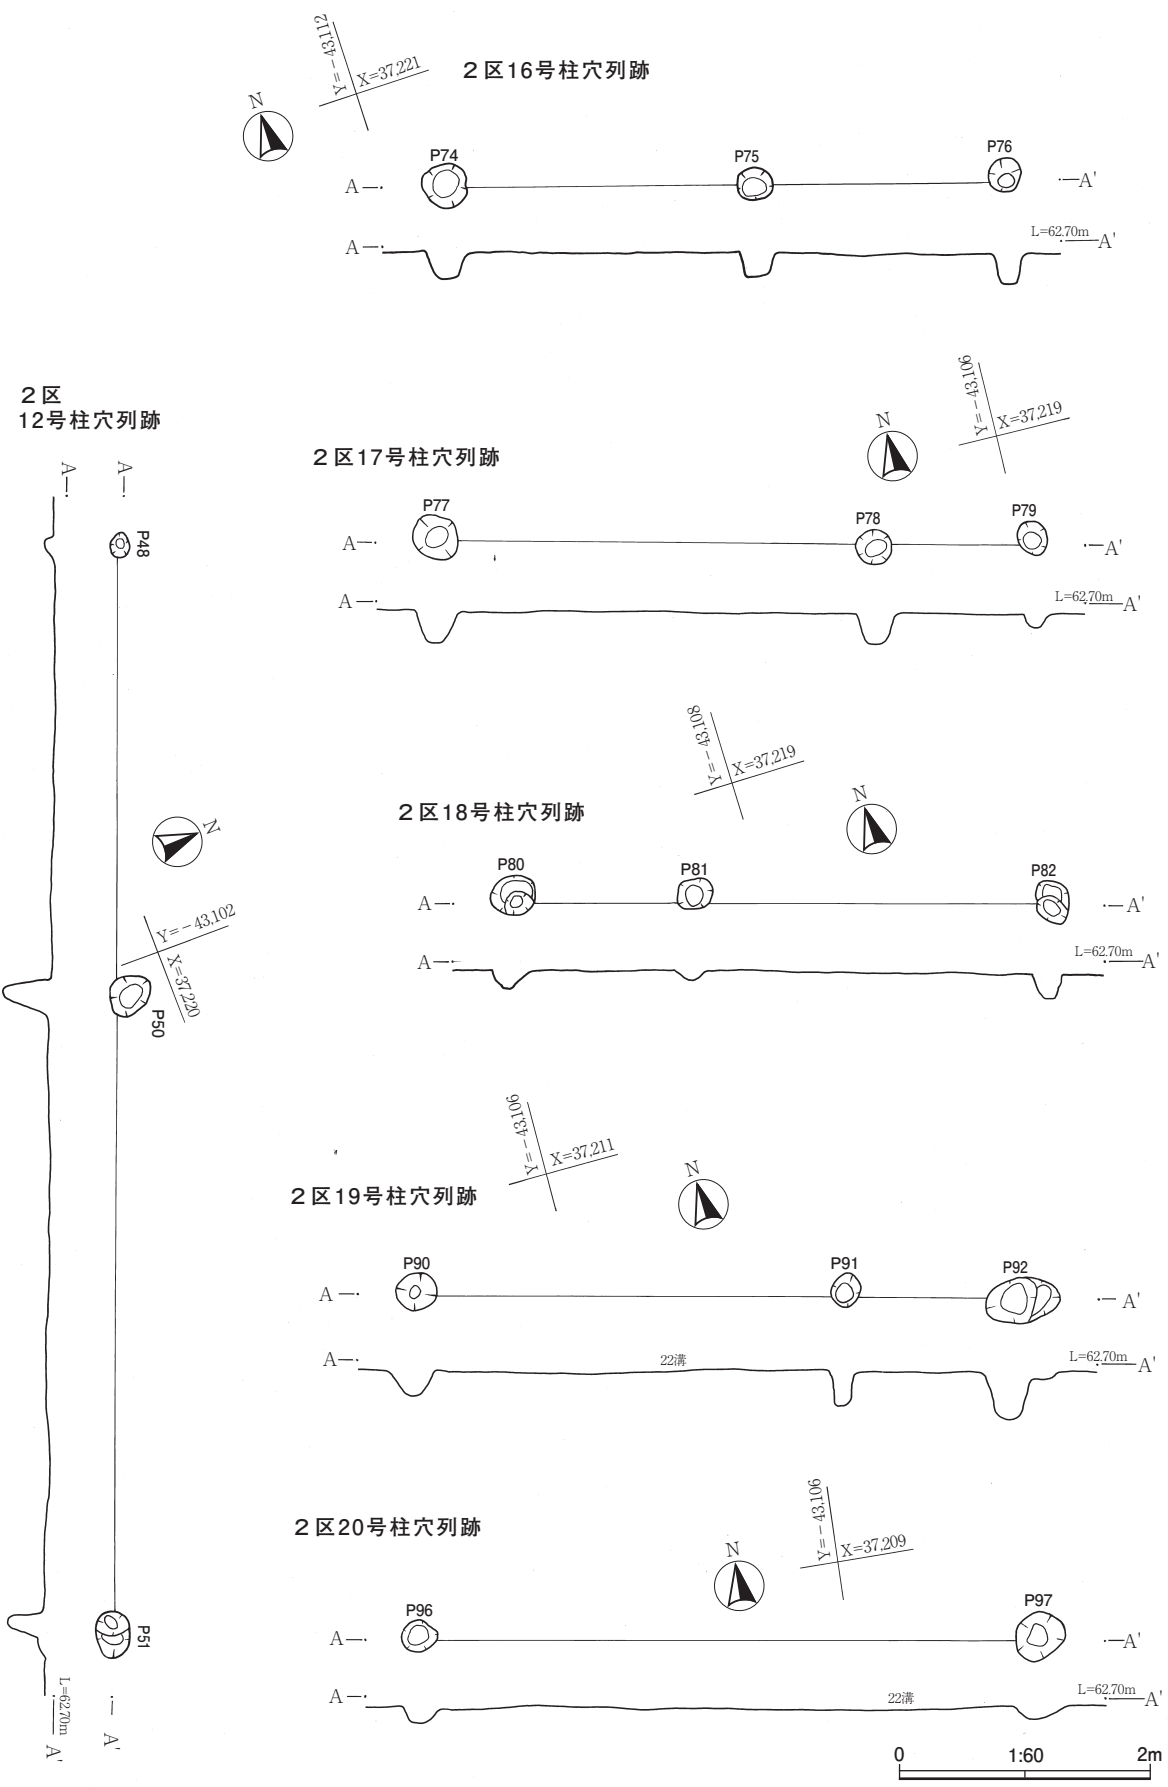 Y=−43,112
X=37,221
２区16号柱穴列跡
N
P74
P75
P76
A
A'
A
L=62.70m
A'
２区
12号柱穴列跡
A
A
P48
N
Y=−43,102
X=37,220
P50
P51
L=62.70m
A'
A'
２区17号柱穴列跡
N
Y=−43,106
X=37,219
P77
P78
P79
A
A'
A
L=62.70m
A'
２区18号柱穴列跡
Y=−43,108
X=37,219
N
P80
P81
P82
A
A'
A
L=62.70m
A'
２区19号柱穴列跡
Y=−43,106
X=37,211
N
P90
P91
P92
A
A'
A
22溝
L=62.70m
A'
２区20号柱穴列跡
N
Y=−43,106
X=37,209
P96
P97
A
A'
A
22溝
L=62.70m
A'
0
1:60
2m